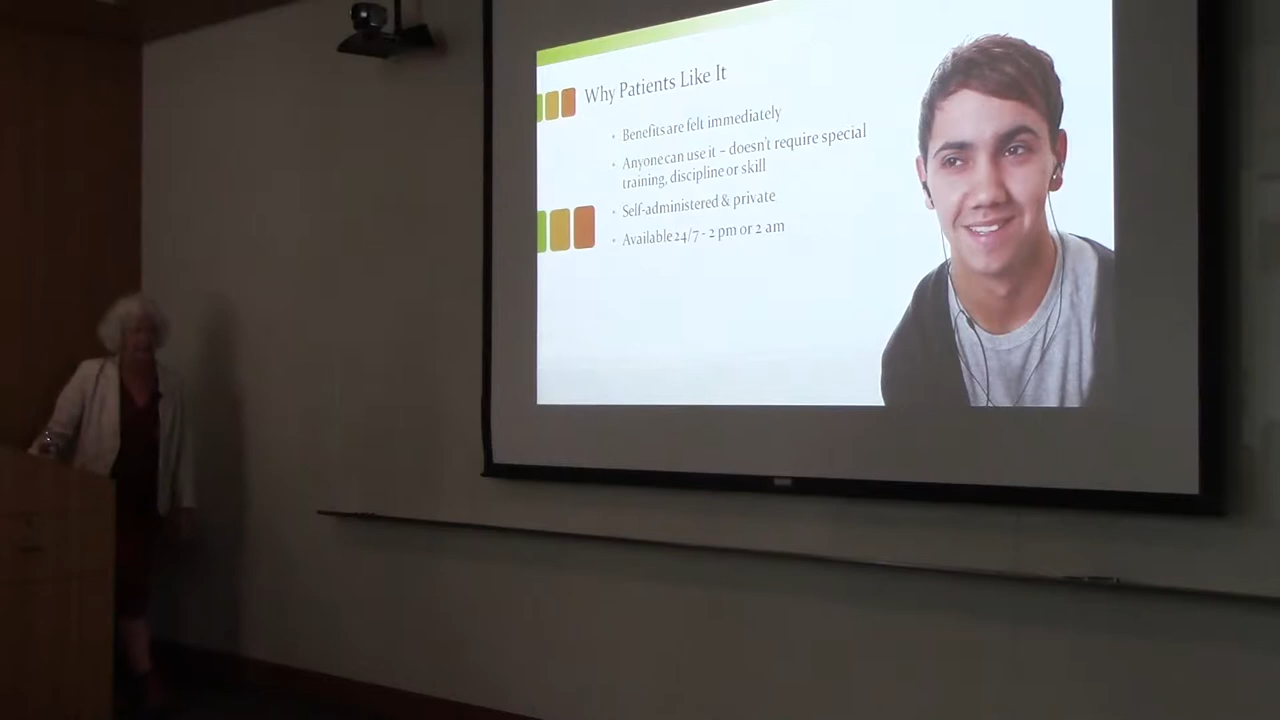 Why Patients Like It
• Benefits are felt immediately
• Anyone can use it – doesn't require special
training, discipline or skill
• Self-administered & private
• Available 24/7 - 2 pm or 2 am